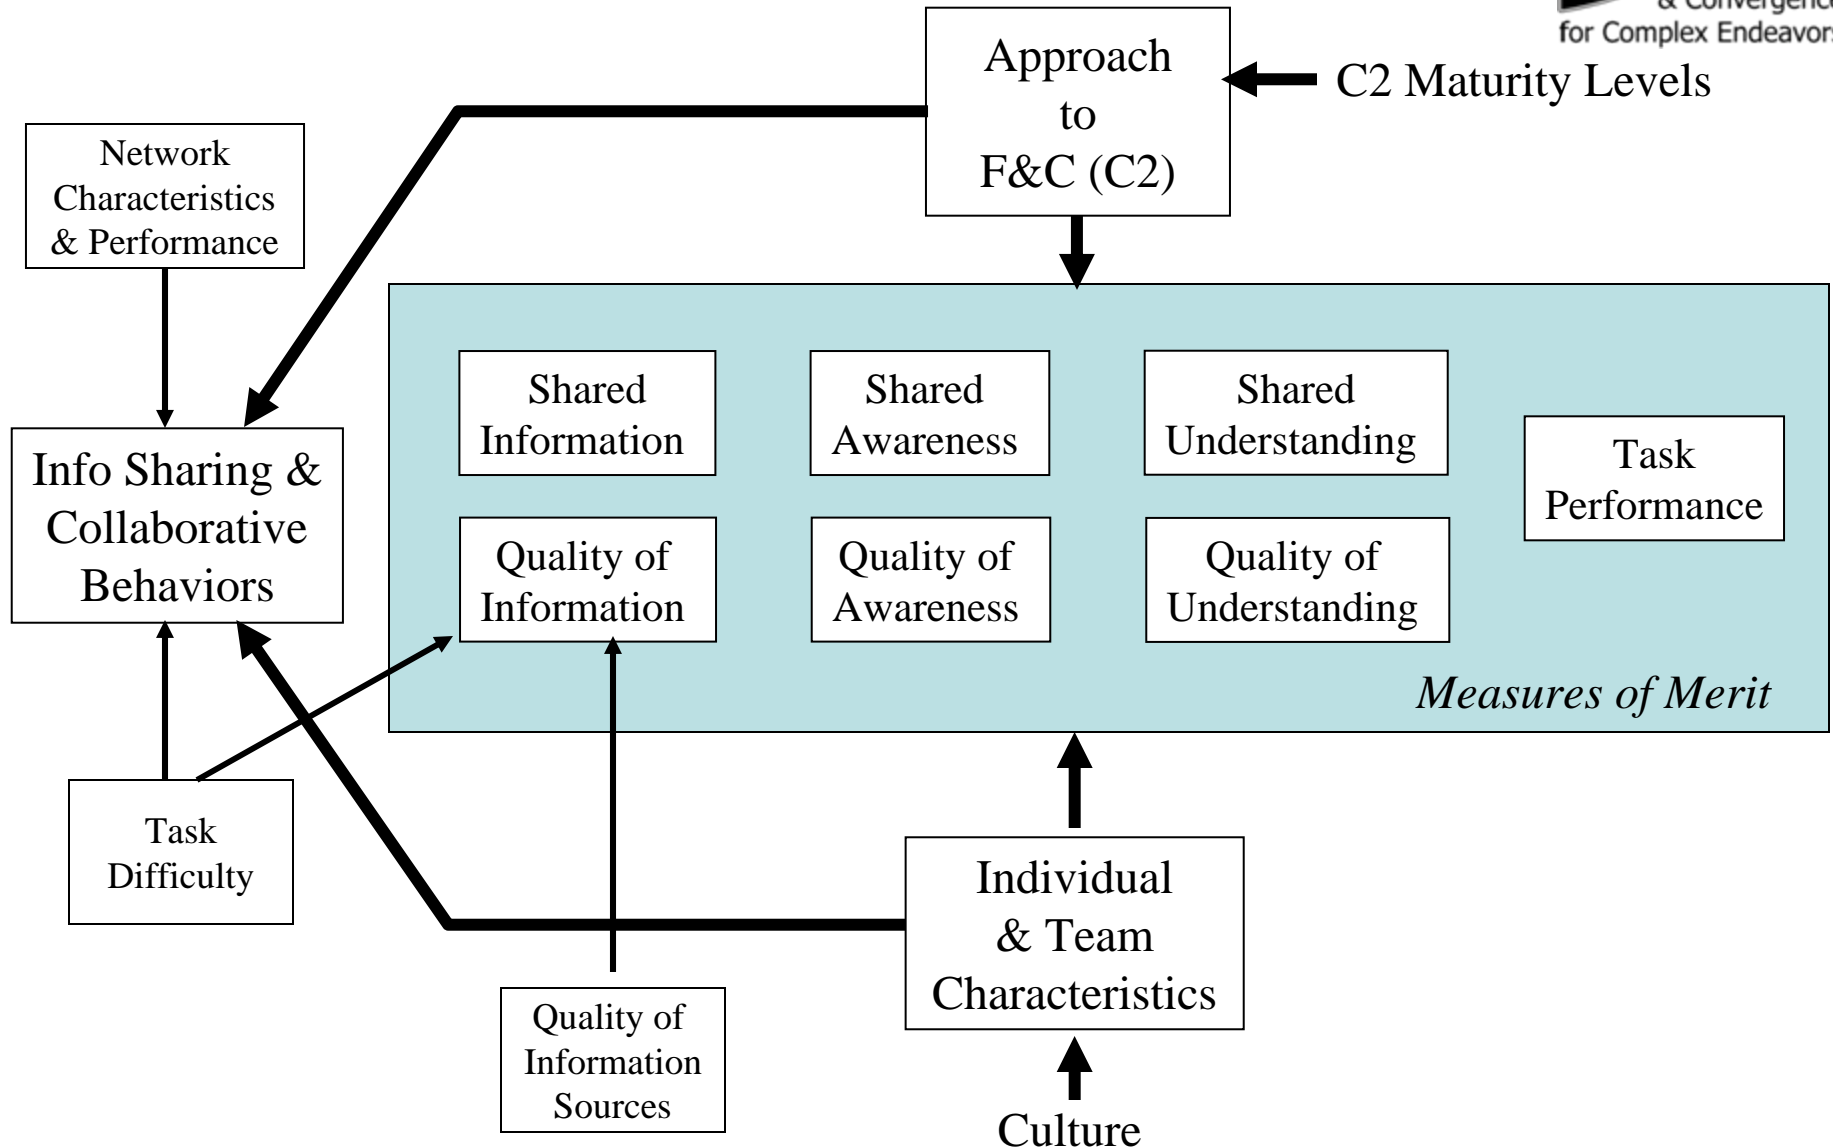 & Convergence
for Complex Endeavors
Approach
to
F&C (C2)
C2 Maturity Levels
Network
Characteristics
& Performance
Shared
Information
Shared
Awareness
Shared
Understanding
Task
Performance
Info Sharing &
Collaborative
Behaviors
Quality of
Information
Quality of
Awareness
Quality of
Understanding
Measures of Merit
Task
Difficulty
Individual
& Team
Characteristics
Quality of
Information
Sources
Culture